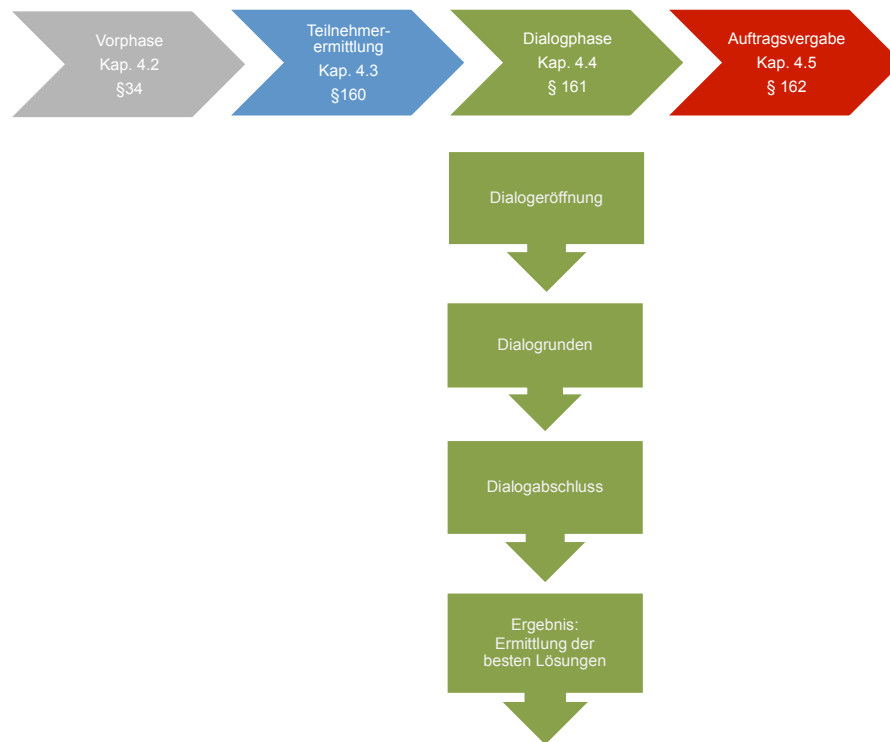 Vorphase
Kap. 4.2
§34
Teilnehmer-
ermittlung
Kap. 4.3
§160
Dialogphase
Kap. 4.4
§ 161
Auftragsvergabe
Kap. 4.5
§ 162
Dialogeröffnung
Dialogrunden
Dialogabschluss
Ergebnis:
Ermittlung der
besten Lösungen